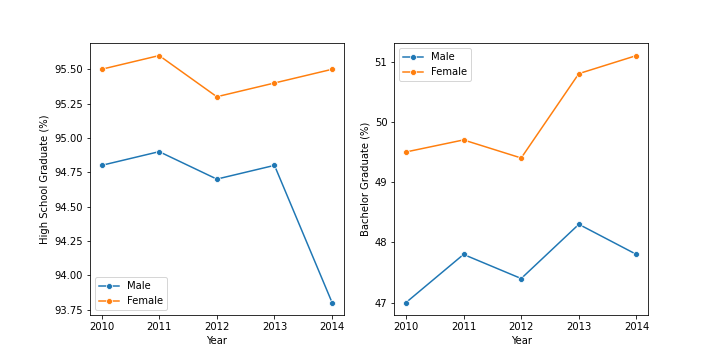 High School Graduate (%)
95.50
95.25
95.00
94.75
94.50
94.25
94.00
93.75
Male
Female
2010 2011 2012 2013 2014
Year
Bachelor Graduate (%)
51
50
49
48
47
Male
Female
2010 2011 2012 2013 2014
Year